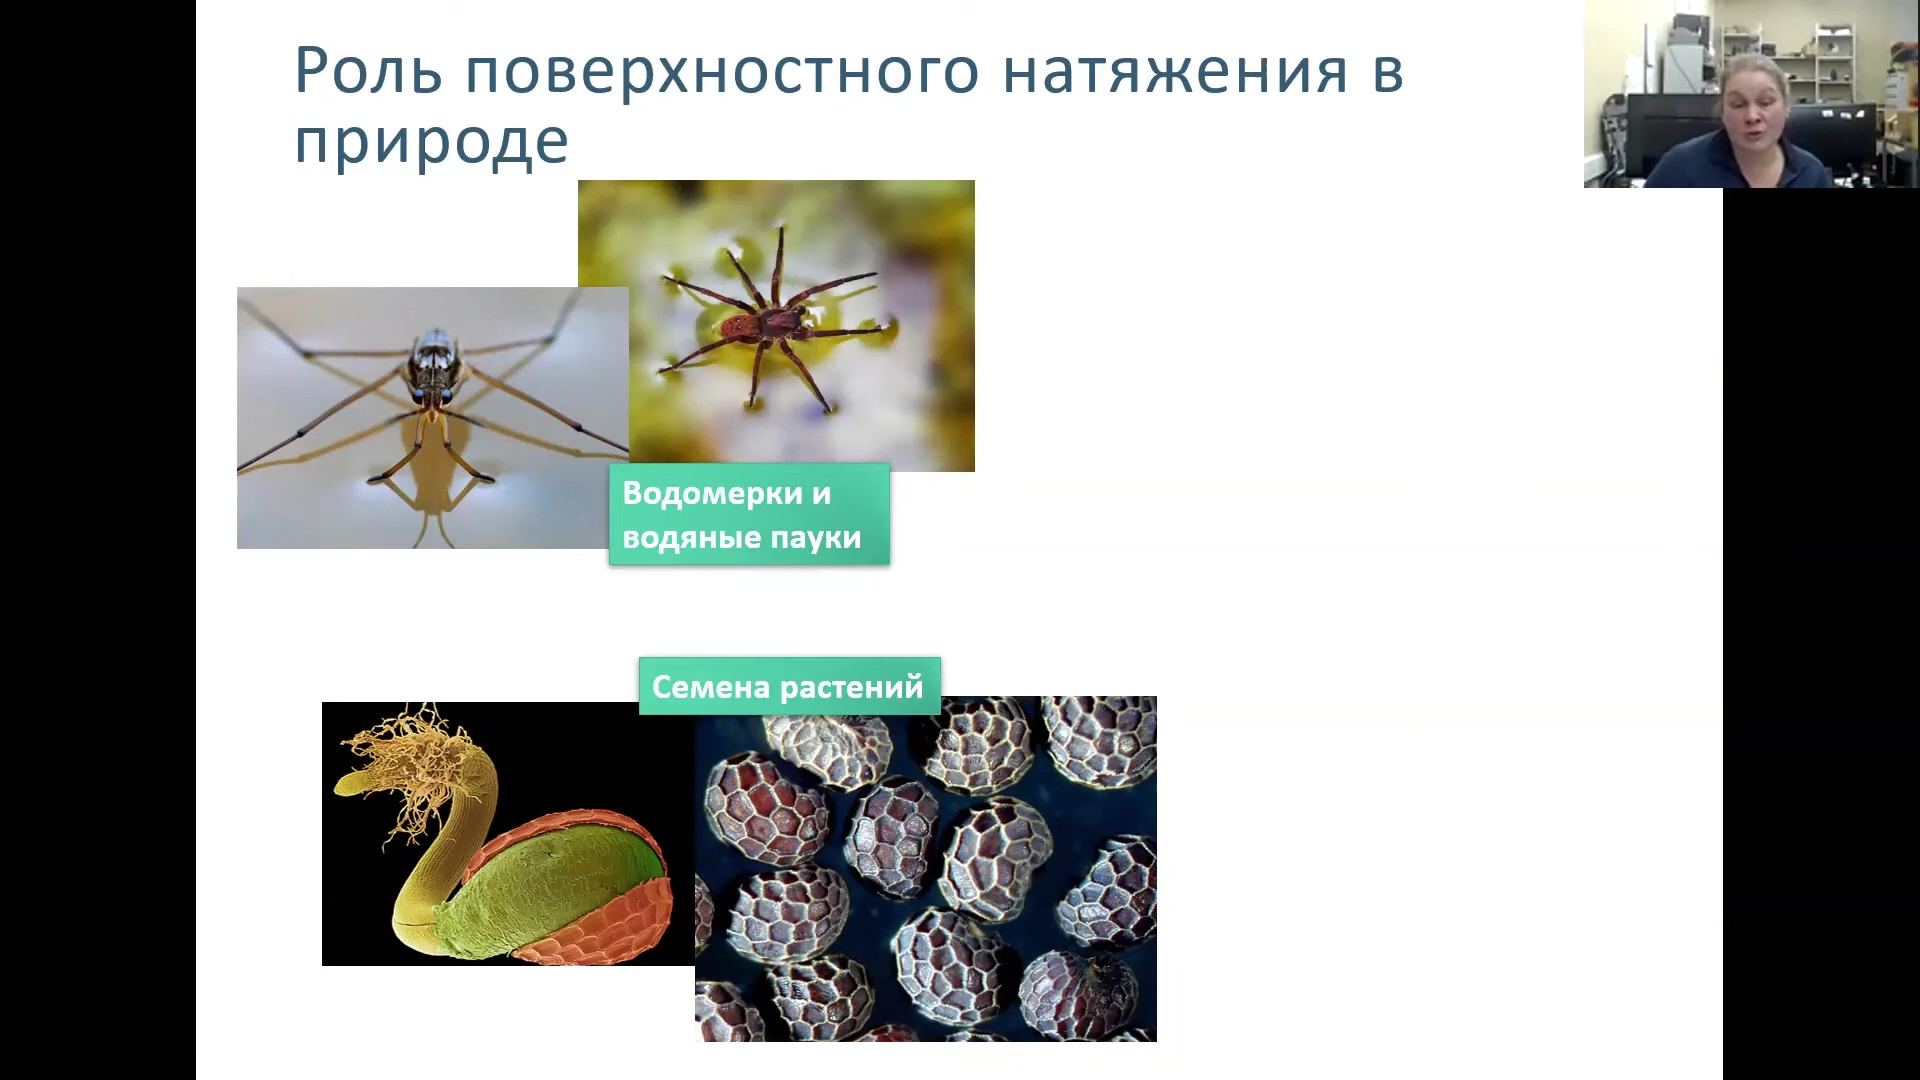 Роль поверхностного натяжения в
природе
Водомерки и
водяные пауки
Семена растений